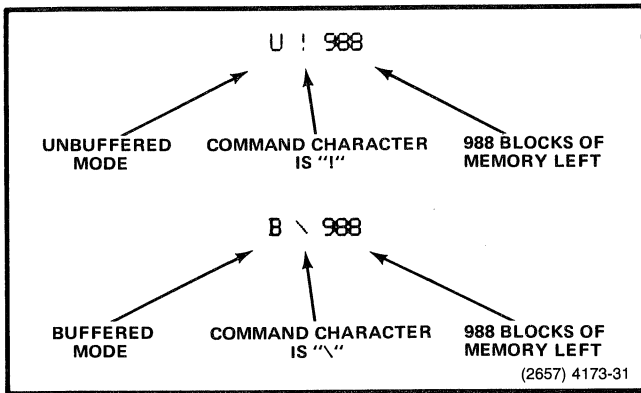 U ! 988
UNBUFFERED COMMAND CHARACTER 988 BLOCKS OF
MODE IS "!" MEMORY LEFT
B \ 988
BUFFERED COMMAND CHARACTER 988 BLOCKS OF
MODE IS "\" MEMORY LEFT
(2657) 4173-31